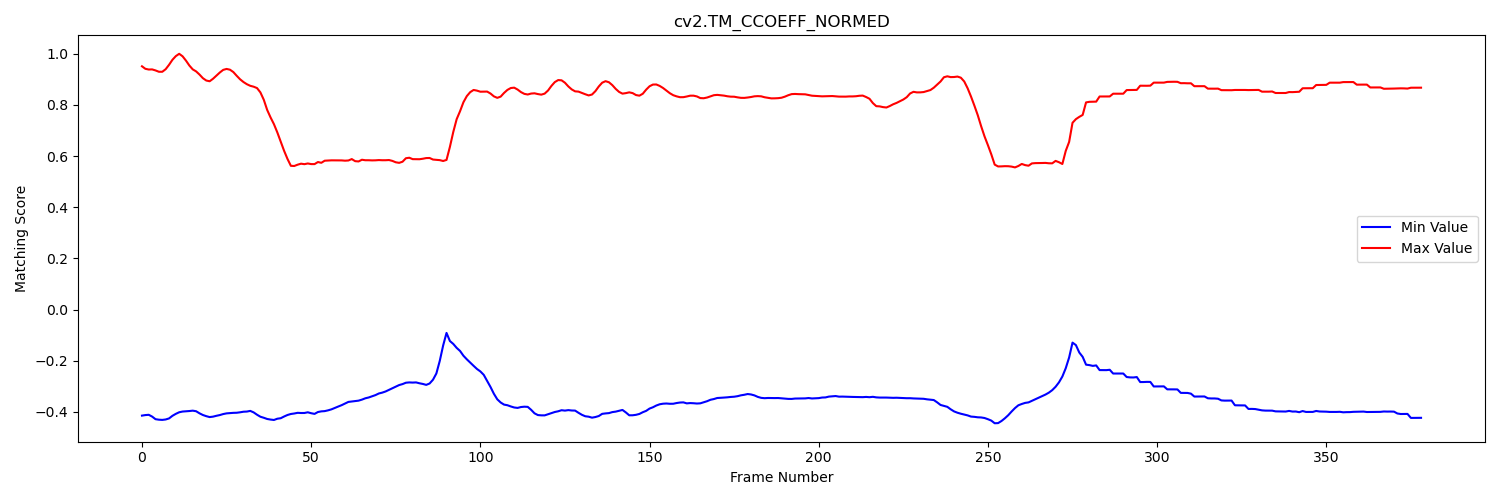 cv2.TM_CCOEFF_NORMED
Matching Score
1.0
0.8
0.6
0.4
0.2
0.0
−0.2
−0.4
Min Value
Max Value
0 50 100 150 200 250 300 350
Frame Number